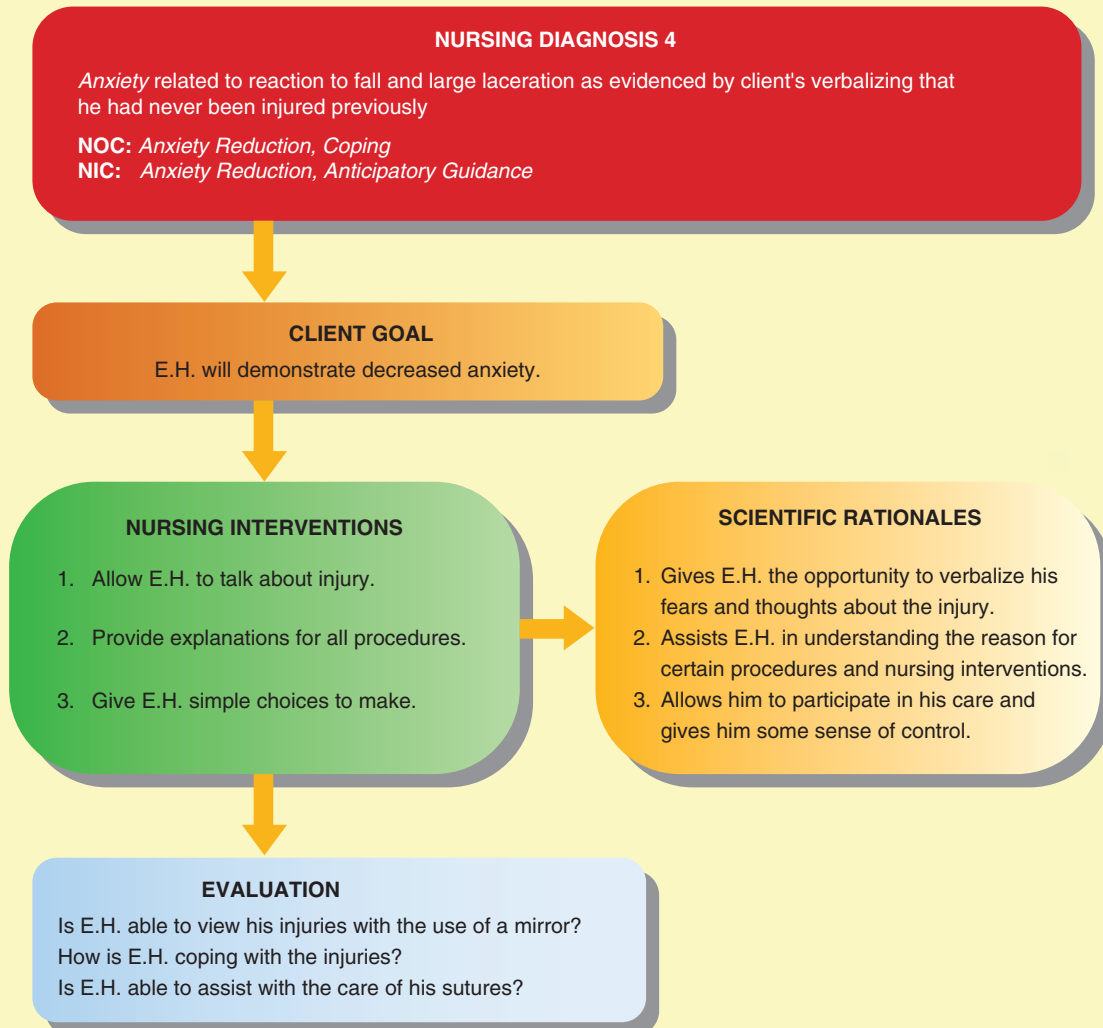 NURSING DIAGNOSIS 4
Anxiety related to reaction to fall and large laceration as evidenced by client's verbalizing that
he had never been injured previously
NOC: Anxiety Reduction, Coping
NIC: Anxiety Reduction, Anticipatory Guidance
CLIENT GOAL
E.H. will demonstrate decreased anxiety.
NURSING INTERVENTIONS
1. Allow E.H. to talk about injury.
2. Provide explanations for all procedures.
3. Give E.H. simple choices to make.
SCIENTIFIC RATIONALES
1. Gives E.H. the opportunity to verbalize his
fears and thoughts about the injury.
2. Assists E.H. in understanding the reason for
certain procedures and nursing interventions.
3. Allows him to participate in his care and
gives him some sense of control.
EVALUATION
Is E.H. able to view his injuries with the use of a mirror?
How is E.H. coping with the injuries?
Is E.H. able to assist with the care of his sutures?